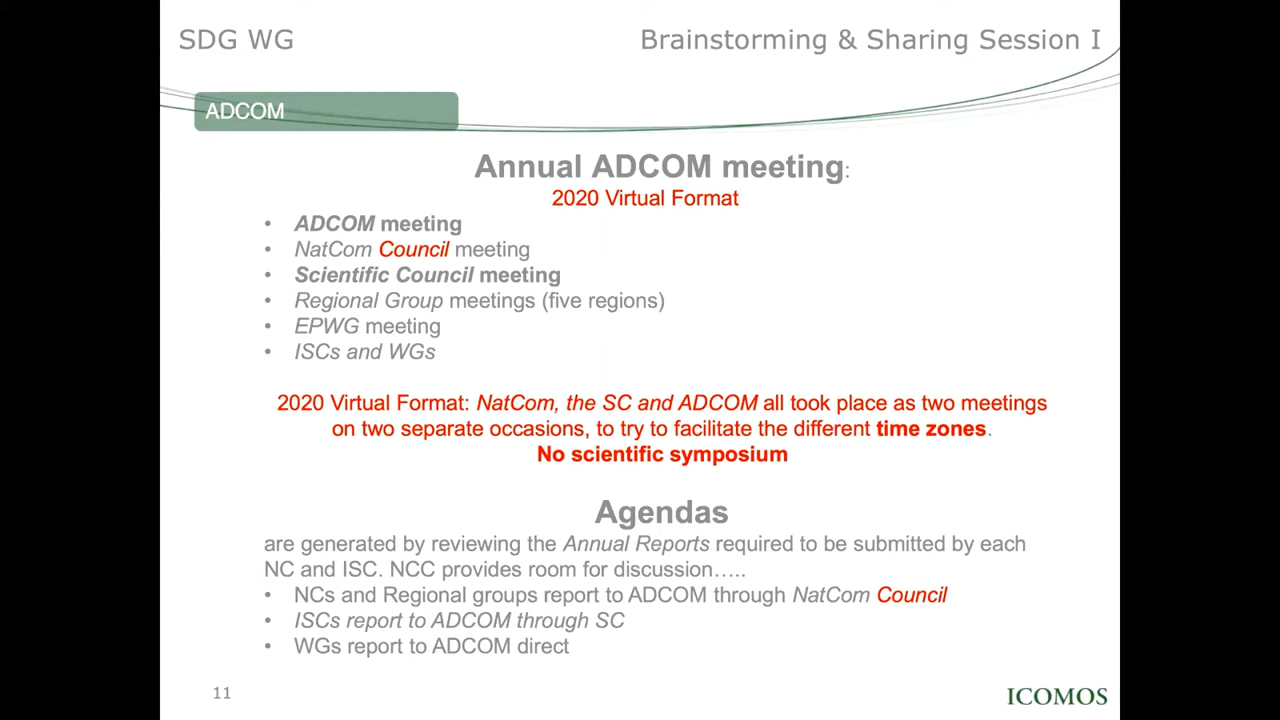 SDG WG
Brainstorming & Sharing Session I
ADCOM
Annual ADCOM meeting:
2020 Virtual Format
• ADCOM meeting
• NatCom Council meeting
• Scientific Council meeting
• Regional Group meetings (five regions)
• EPWG meeting
• ISCs and WGs
2020 Virtual Format: NatCom, the SC and ADCOM all took place as two meetings
on two separate occasions, to try to facilitate the different time zones.
No scientific symposium
Agendas
are generated by reviewing the Annual Reports required to be submitted by each
NC and ISC. NCC provides room for discussion…..
• NCs and Regional groups report to ADCOM through NatCom Council
• ISCs report to ADCOM through SC
• WGs report to ADCOM direct
11
ICOMOS